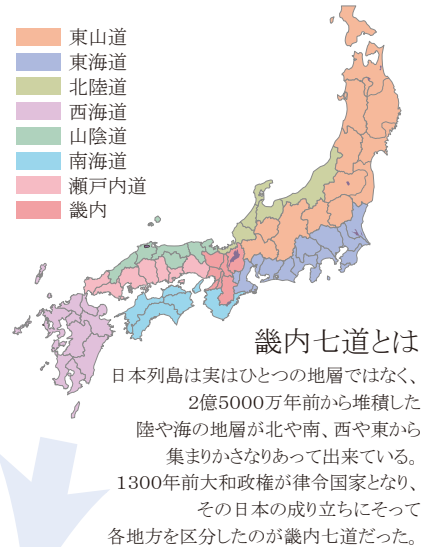 東山道
東海道
北陸道
西海道
山陰道
南海道
瀬戸内道
畿内
畿内七道とは
日本列島は実はひとつの地層ではなく、
2億5000万年前から堆積した
陸や海の地層が北や南、西や東から
集まりかさなりあって出来ている。
1300年前大和政権が律令国家となり、
その日本の成り立ちにそって
各地方を区分したのが畿内七道だった。